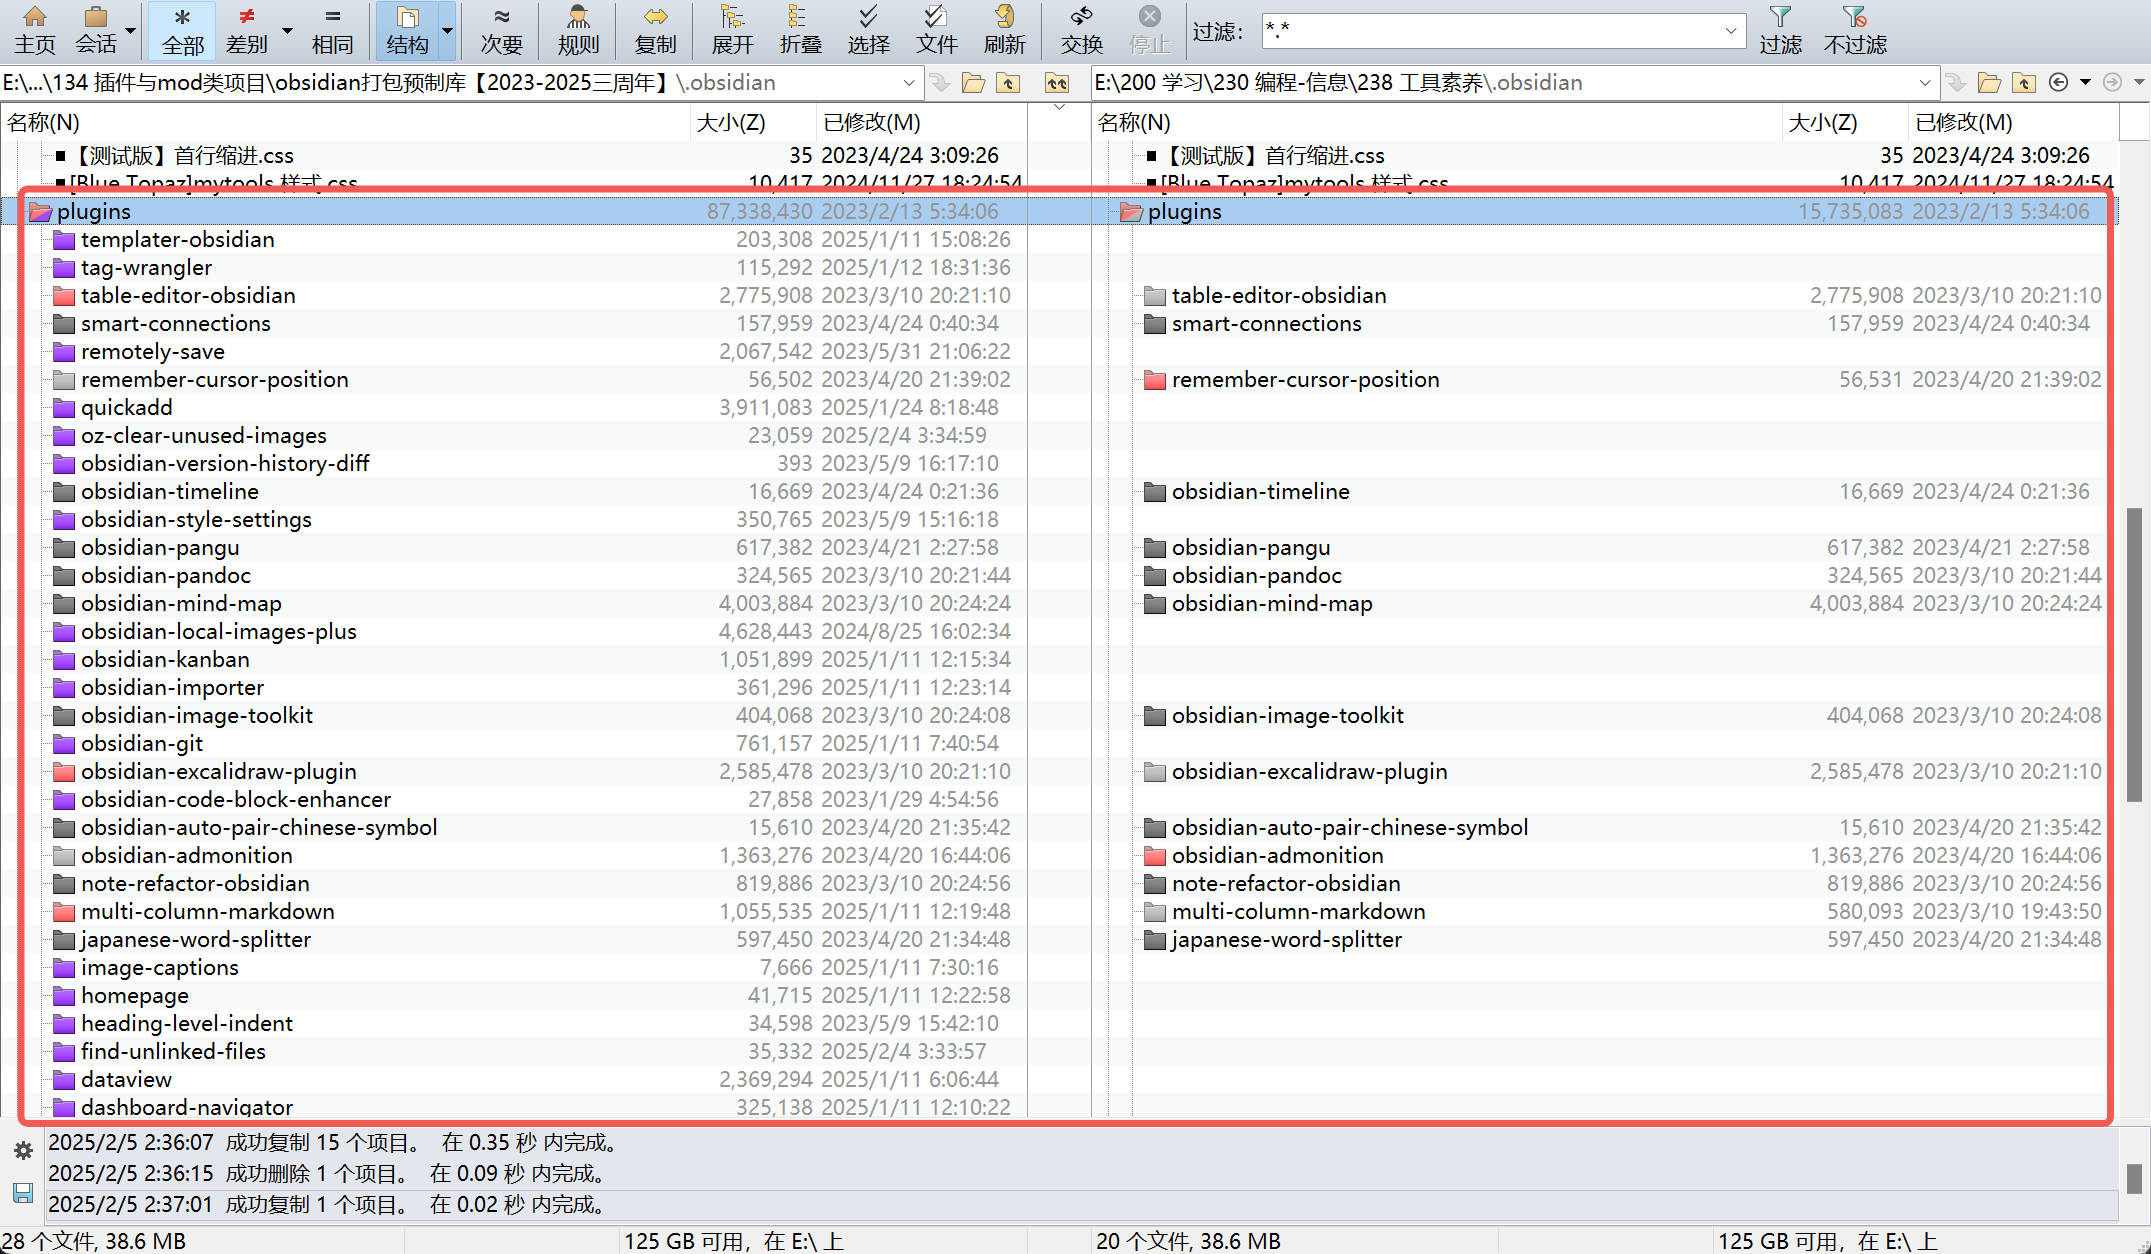 主页 会话 全部 差别 相同 结构 次要 规则 复制 展开 折叠 选择 文件 刷新 交换 停止 过滤: *.* 过滤 不过滤
E:\...\134 插件与mod类项目\obsidian打包预制库【2023-2025三周年】\.obsidian E:\200 学习\230 编程-信息\238 工具素养\.obsidian
名称(N) 大小(Z) 已修改(M) 名称(N) 大小(Z) 已修改(M)
【测试版】首行缩进.css 35 2023/4/24 3:09:26 【测试版】首行缩进.css 35 2023/4/24 3:09:26
[Blue Topaz]mytools 样式.css 10,417 2024/11/27 18:24:54 [Blue Topaz]mytools 样式.css 10,417 2024/11/27 18:24:54
plugins 87,338,430 2023/2/13 5:34:06 plugins 15,735,083 2023/2/13 5:34:06
templater-obsidian 203,308 2025/1/11 15:08:26
tag-wrangler 115,292 2025/1/12 18:31:36
table-editor-obsidian 2,775,908 2023/3/10 20:21:10 table-editor-obsidian 2,775,908 2023/3/10 20:21:10
smart-connections 157,959 2023/4/24 0:40:34 smart-connections 157,959 2023/4/24 0:40:34
remotely-save 2,067,542 2023/5/31 21:06:22
remember-cursor-position 56,502 2023/4/20 21:39:02 remember-cursor-position 56,531 2023/4/20 21:39:02
quickadd 3,911,083 2025/1/24 8:18:48
oz-clear-unused-images 23,059 2025/2/4 3:34:59
obsidian-version-history-diff 393 2023/5/9 16:17:10
obsidian-timeline 16,669 2023/4/24 0:21:36 obsidian-timeline 16,669 2023/4/24 0:21:36
obsidian-style-settings 350,765 2023/5/9 15:16:18
obsidian-pangu 617,382 2023/4/21 2:27:58 obsidian-pangu 617,382 2023/4/21 2:27:58
obsidian-pandoc 324,565 2023/3/10 20:21:44 obsidian-pandoc 324,565 2023/3/10 20:21:44
obsidian-mind-map 4,003,884 2023/3/10 20:24:24 obsidian-mind-map 4,003,884 2023/3/10 20:24:24
obsidian-local-images-plus 4,628,443 2024/8/25 16:02:34
obsidian-kanban 1,051,899 2025/1/11 12:15:34
obsidian-importer 361,296 2025/1/11 12:23:14
obsidian-image-toolkit 404,068 2023/3/10 20:24:08 obsidian-image-toolkit 404,068 2023/3/10 20:24:08
obsidian-git 761,157 2025/1/11 7:40:54
obsidian-excalidraw-plugin 2,585,478 2023/3/10 20:21:10 obsidian-excalidraw-plugin 2,585,478 2023/3/10 20:21:10
obsidian-code-block-enhancer 27,858 2023/1/29 4:54:56
obsidian-auto-pair-chinese-symbol 15,610 2023/4/20 21:35:42 obsidian-auto-pair-chinese-symbol 15,610 2023/4/20 21:35:42
obsidian-admonition 1,363,276 2023/4/20 16:44:06 obsidian-admonition 1,363,276 2023/4/20 16:44:06
note-refactor-obsidian 819,886 2023/3/10 20:24:56 note-refactor-obsidian 819,886 2023/3/10 20:24:56
multi-column-markdown 1,055,535 2025/1/11 12:19:48 multi-column-markdown 580,093 2023/3/10 19:43:50
japanese-word-splitter 597,450 2023/4/20 21:34:48 japanese-word-splitter 597,450 2023/4/20 21:34:48
image-captions 7,666 2025/1/11 7:30:16
homepage 41,715 2025/1/11 12:22:58
heading-level-indent 34,598 2023/5/9 15:42:10
find-unlinked-files 35,332 2025/2/4 3:33:57
dataview 2,369,294 2025/1/11 6:06:44
dashboard-navigator 325,138 2025/1/11 12:10:22
2025/2/5 2:36:07 成功复制 15 个项目。 在 0.35 秒 内完成。
2025/2/5 2:36:15 成功删除 1 个项目。 在 0.09 秒 内完成。
2025/2/5 2:37:01 成功复制 1 个项目。 在 0.02 秒 内完成。
28 个文件, 38.6 MB 125 GB 可用，在 E:\ 上 20 个文件, 38.6 MB 125 GB 可用，在 E:\ 上